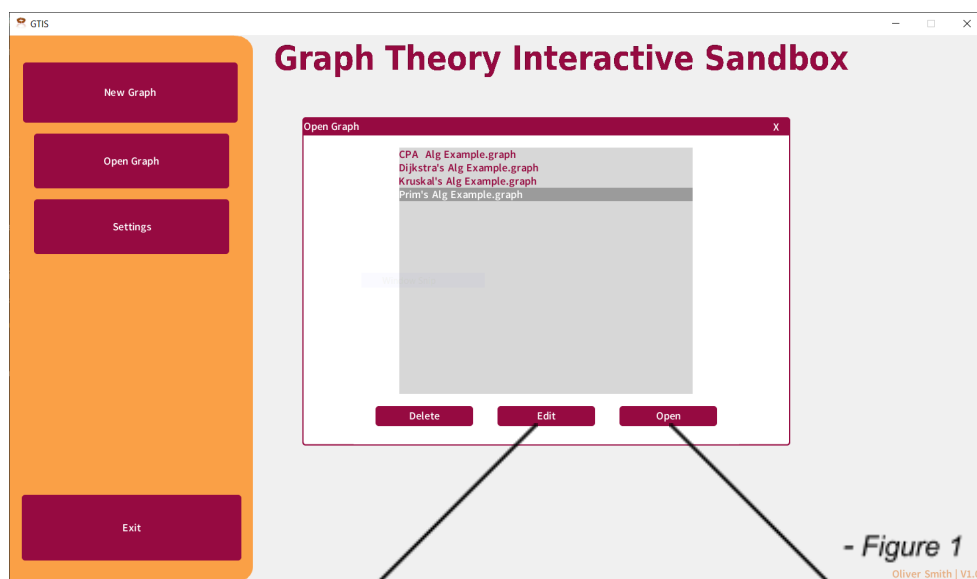 GTIS
Graph Theory Interactive Sandbox
New Graph
Open Graph
Settings
Exit
Open Graph X
CPA Alg Example.graph
Dijkstra's Alg Example.graph
Kruskal's Alg Example.graph
Prim's Alg Example.graph
Delete Edit Open
- Figure 1
Oliver Smith |